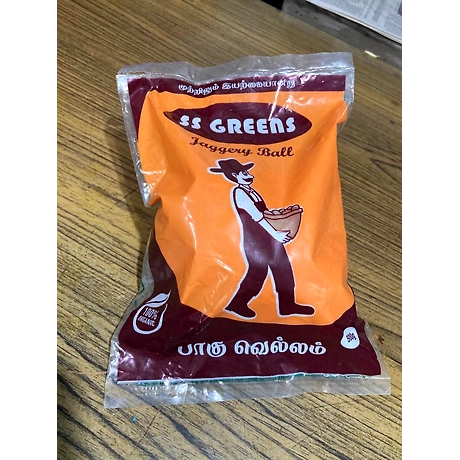 முற்றிலும் இயற்கையானது
SS GREENS
Jaggery Ball
100%
ORGANIC
பாகு வெல்லம்